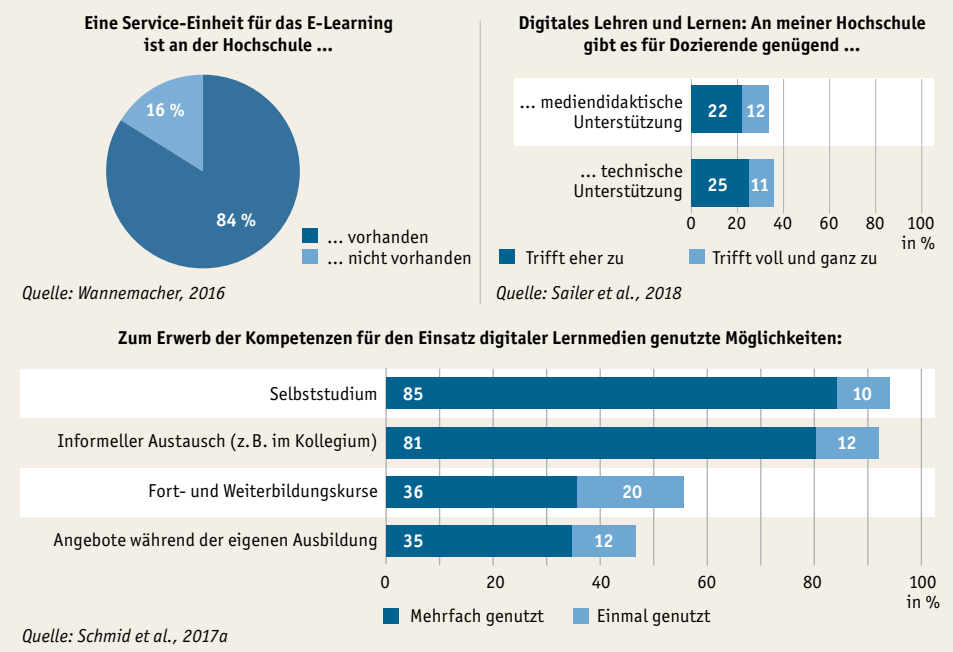 Eine Service-Einheit für das E-Learning
ist an der Hochschule ...
16 %
84 %
... vorhanden
... nicht vorhanden
Quelle: Wannemacher, 2016
Digitales Lehren und Lernen: An meiner Hochschule
gibt es für Dozierende genügend ...
... mediendidaktische
Unterstützung
22 12
... technische
Unterstützung
25 11
0 20 40 60 80 100
in %
Trifft eher zu
Trifft voll und ganz zu
Quelle: Sailer et al., 2018
Zum Erwerb der Kompetenzen für den Einsatz digitaler Lernmedien genutzte Möglichkeiten:
Selbststudium 85 10
Informeller Austausch (z. B. im Kollegium) 81 12
Fort- und Weiterbildungskurse 36 20
Angebote während der eigenen Ausbildung 35 12
0 20 40 60 80 100
in %
Mehrfach genutzt
Einmal genutzt
Quelle: Schmid et al., 2017a